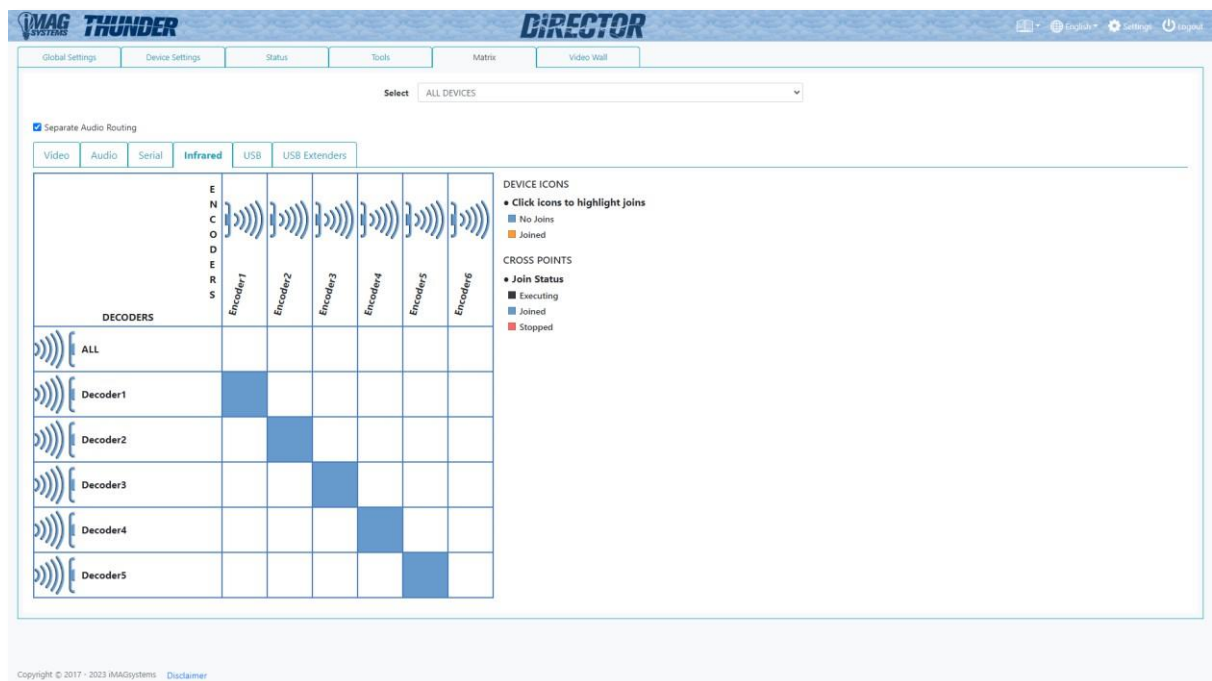 iMAG SYSTEMS THUNDER DiRECTOR English Settings Logout
Global Settings Device Settings Status Tools Matrix Video Wall
Select ALL DEVICES
Separate Audio Routing
Video Audio Serial Infrared USB USB Extenders
ENCODERS
Encoder1 Encoder2 Encoder3 Encoder4 Encoder5 Encoder6
DECODERS
ALL
Decoder1
Decoder2
Decoder3
Decoder4
Decoder5
DEVICE ICONS
• Click icons to highlight joins
No Joins
Joined
CROSS POINTS
• Join Status
Executing
Joined
Stopped
Copyright © 2017 - 2023 iMAGsystems Disclaimer